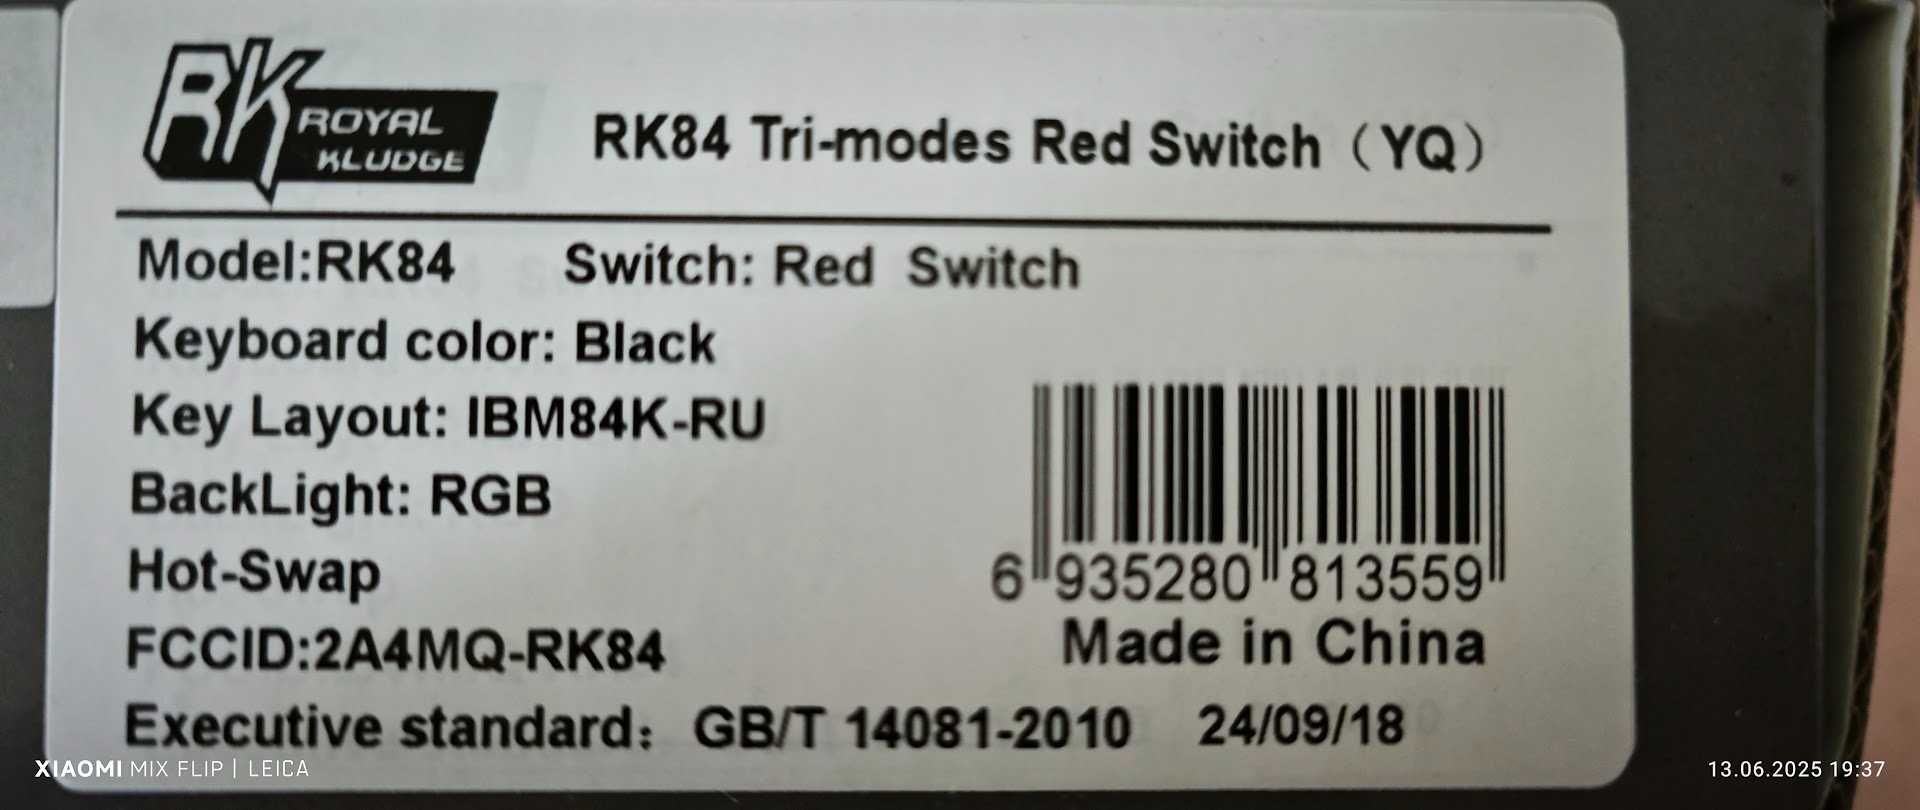 RK ROYAL KLUDGE
RK84 Tri-modes Red Switch（YQ）
Model:RK84 Switch: Red Switch
Keyboard color: Black
Key Layout: IBM84K-RU
BackLight: RGB
Hot-Swap
6 935280 813559
FCCID:2A4MQ-RK84
Made in China
Executive standard：GB/T 14081-2010 24/09/18
XIAOMI MIX FLIP | LEICA
13.06.2025 19:37